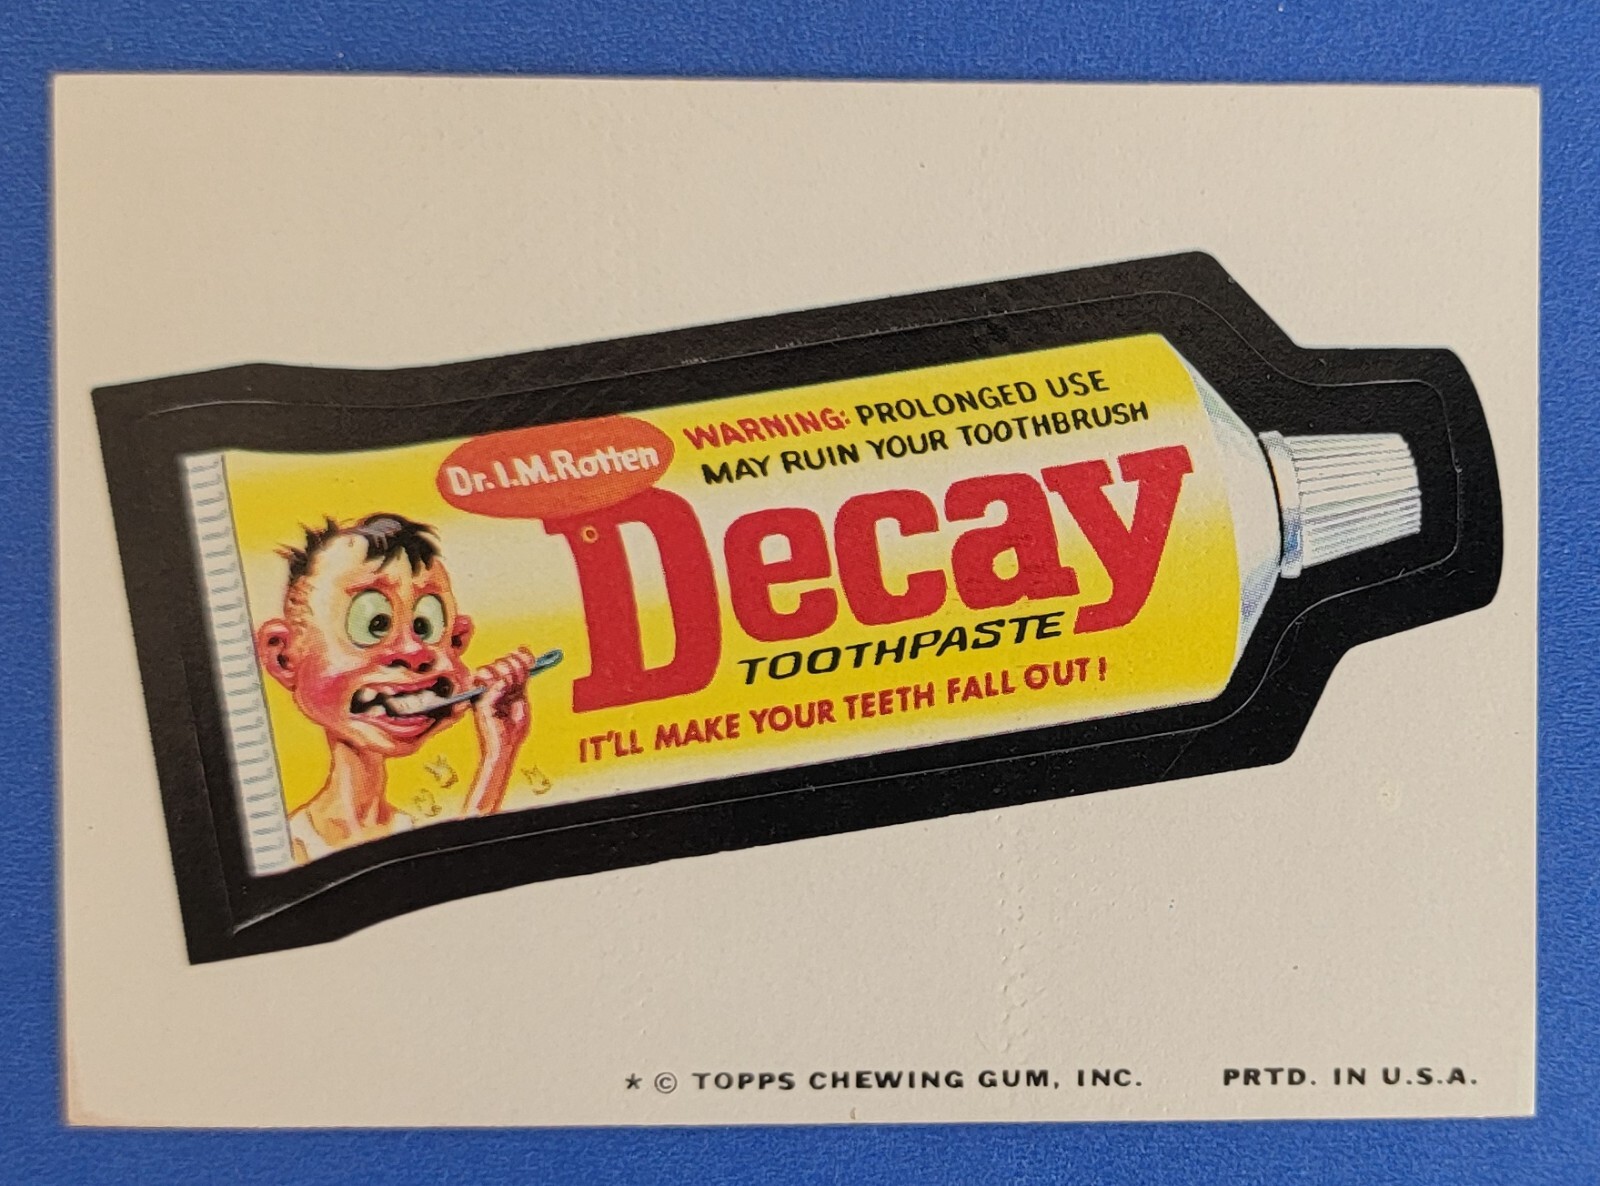 Dr. I.M. Rotten
WARNING: PROLONGED USE
MAY RUIN YOUR TOOTHBRUSH
Decay
TOOTHPASTE
IT'LL MAKE YOUR TEETH FALL OUT!
* © TOPPS CHEWING GUM, INC. PRTD. IN U.S.A.